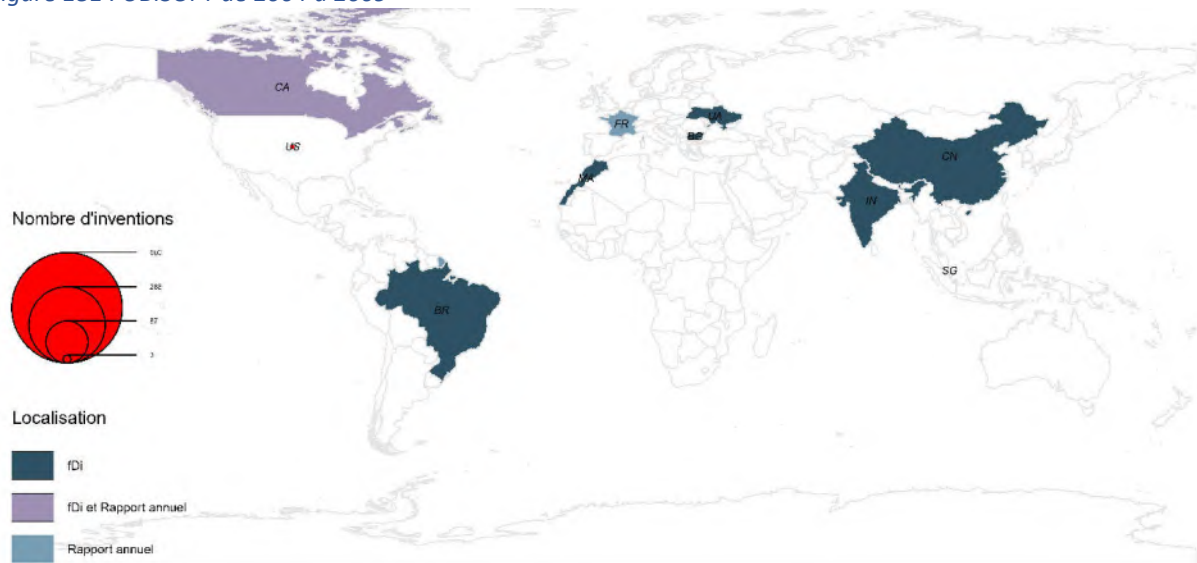 CA
US
FR
UA
BG
MA
CN
IN
SG
BR
Nombre d'inventions
288
87
3
Localisation
fDi
fDi et Rapport annuel
Rapport annuel